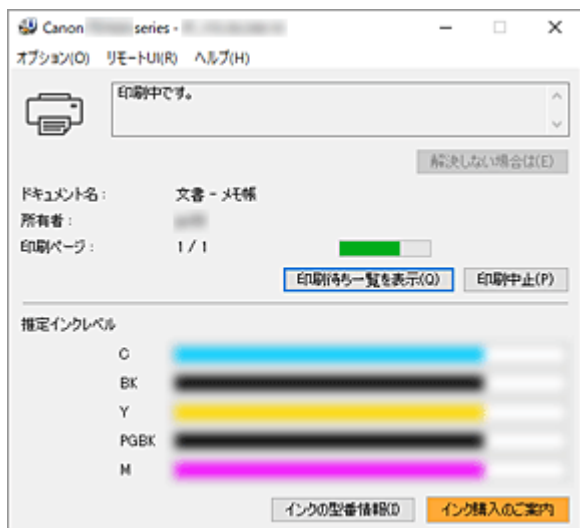 Canon series -
オプション(O) リモートUI(R) ヘルプ(H)
印刷中です。
解決しない場合は(E)
ドキュメント名 : 文書 - メモ帳
所有者 :
印刷ページ : 1 / 1
印刷待ち一覧を表示(Q) 印刷中止(P)
推定インクレベル
C
BK
Y
PGBK
M
インクの型番情報(I) インク購入のご案内